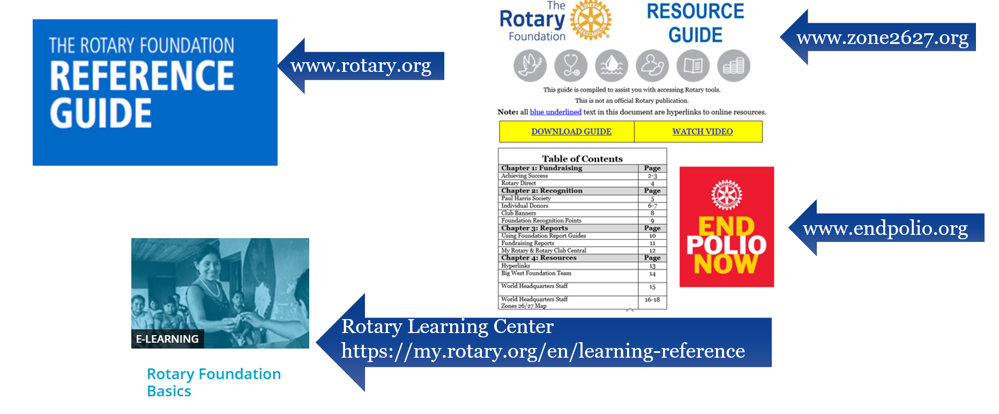 THE ROTARY FOUNDATION
REFERENCE
GUIDE
www.rotary.org
The
Rotary
Foundation
ROTARY
INTERNATIONAL
RESOURCE
GUIDE
www.zone2627.org
This guide is compiled to assist you with accessing Rotary tools.
This is not an official Rotary publication.
Note: all blue underlined text in this document are hyperlinks to online resources.
DOWNLOAD GUIDE WATCH VIDEO
Table of Contents
Chapter 1: Fundraising Page
Achieving Success 2-3
Rotary Direct 4
Chapter 2: Recognition Page
Paul Harris Society 5
Individual Donors 6-7
Club Banners 8
Foundation Recognition Points 9
Chapter 3: Reports Page
Using Foundation Report Guides 10
Fundraising Reports 11
My Rotary & Rotary Club Central 12
Chapter 4: Resources Page
Hyperlinks 13
Big West Foundation Team 14
World Headquarters Staff 15
World Headquarters Staff 16-18
Zones 26/27 Map
END
POLIO
NOW
www.endpolio.org
E-LEARNING
Rotary Foundation
Basics
Rotary Learning Center
https://my.rotary.org/en/learning-reference